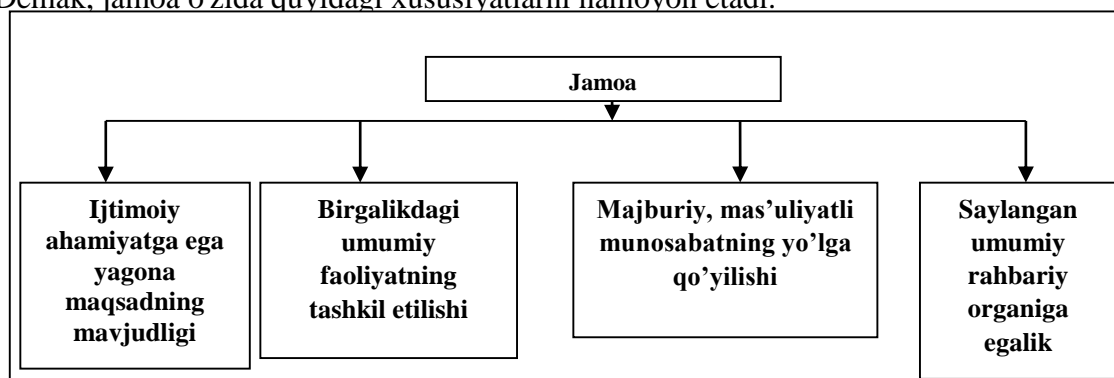 Demak, jamoa o'zida quyidagi xususiyatlarni namoyon etadi:
Jamoa
Ijtimoiy
ahamiyatga ega
yagona
maqsadning
mavjudligi
Birgalikdagi
umumiy
faoliyatning
tashkil etilishi
Majburiy, mas’uliyatli
munosabatning yo’lga
qo’yilishi
Saylangan
umumiy
rahbariy
organiga
egalik